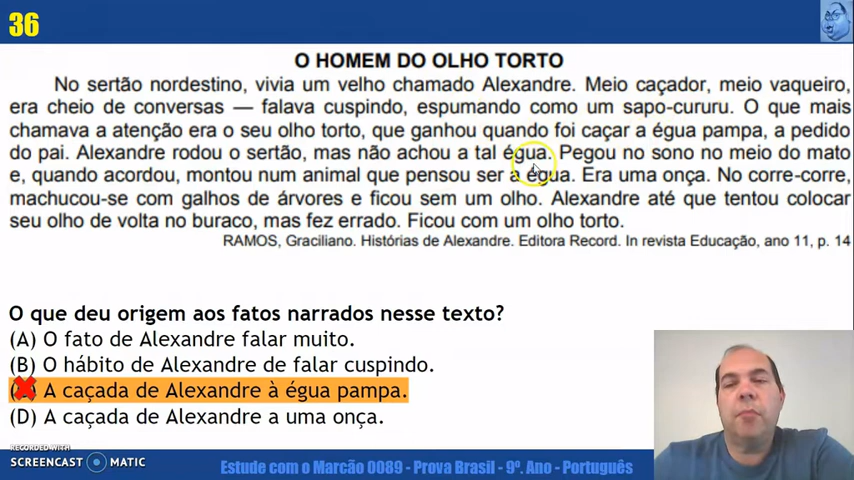 36
O HOMEM DO OLHO TORTO
No sertão nordestino, vivia um velho chamado Alexandre. Meio caçador, meio vaqueiro,
era cheio de conversas — falava cuspindo, espumando como um sapo-cururu. O que mais
chamava a atenção era o seu olho torto, que ganhou quando foi caçar a égua pampa, a pedido
do pai. Alexandre rodou o sertão, mas não achou a tal égua. Pegou no sono no meio do mato
e, quando acordou, montou num animal que pensou ser a égua. Era uma onça. No corre-corre,
machucou-se com galhos de árvores e ficou sem um olho. Alexandre até que tentou colocar
seu olho de volta no buraco, mas fez errado. Ficou com um olho torto.
RAMOS, Graciliano. Histórias de Alexandre. Editora Record. In revista Educação, ano 11, p. 14
O que deu origem aos fatos narrados nesse texto?
(A) O fato de Alexandre falar muito.
(B) O hábito de Alexandre de falar cuspindo.
A caçada de Alexandre à égua pampa.
(D) A caçada de Alexandre a uma onça.
RECORDED WITH
SCREENCAST MATIC
Estude com o Marcão 0089 - Prova Brasil - 9º. Ano - Português